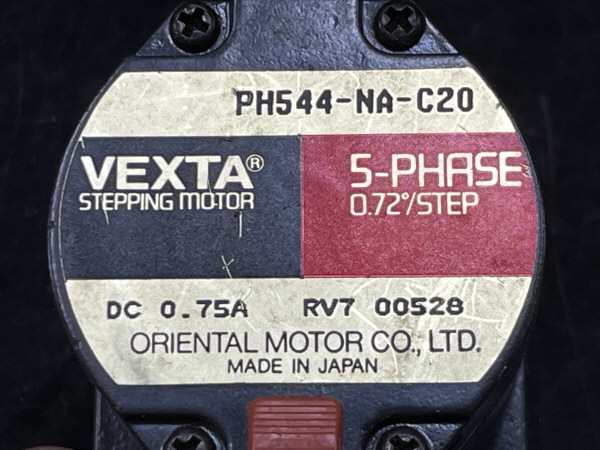 PH544-NA-C20
VEXTA®
5-PHASE
STEPPING MOTOR
0.72°/STEP
DC 0.75A RV7 00528
ORIENTAL MOTOR CO., LTD.
MADE IN JAPAN